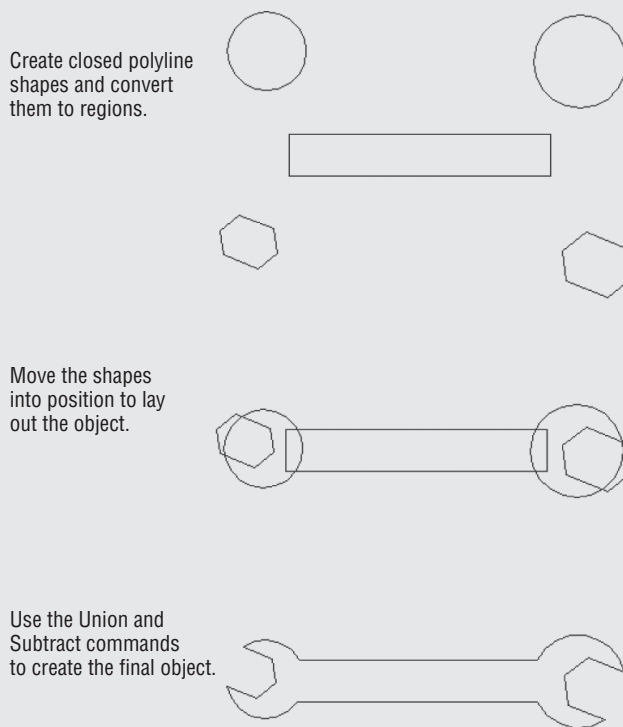 Create closed polyline
shapes and convert
them to regions.
Move the shapes
into position to lay
out the object.
Use the Union and
Subtract commands
to create the final object.